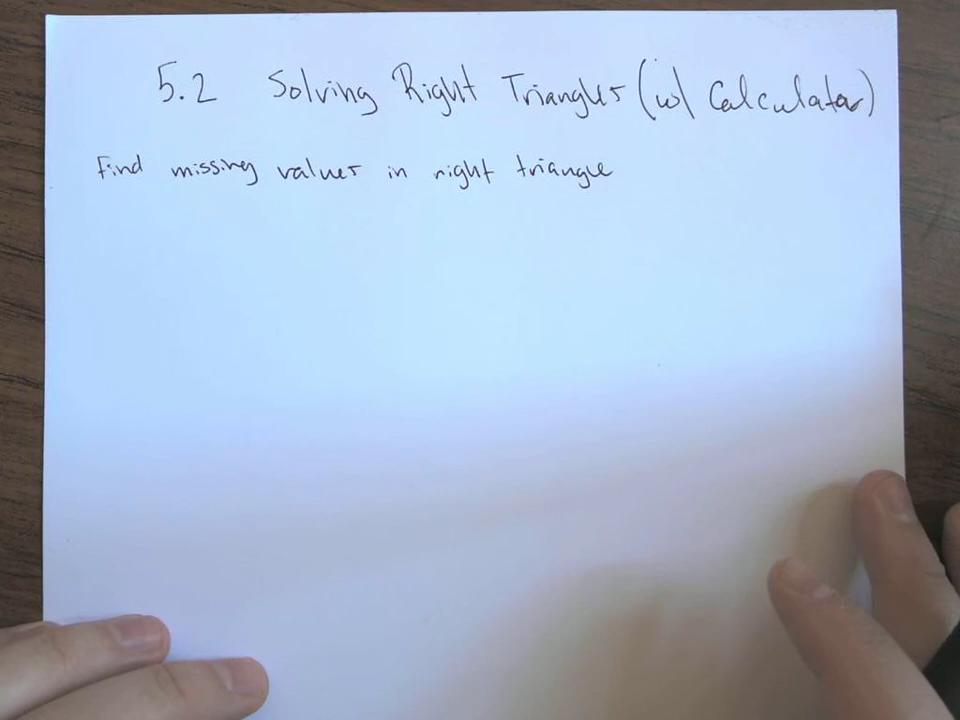 5.2 Solving Right Triangles (w/ Calculator)
Find missing values in right triangle